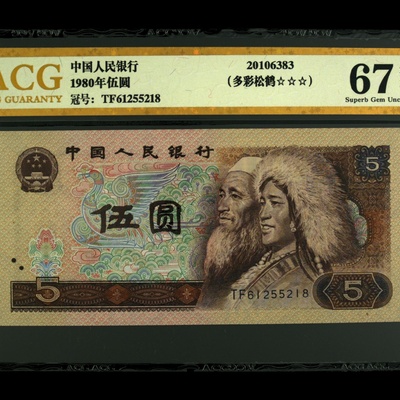 ACG
GUARANTY
中国人民银行
1980年伍圆
冠号: TF61255218
20106383
(多彩松鹤☆☆☆)
67
Superb Gem Unc
中国人民银行
5
伍圆
5
TF61255218
5